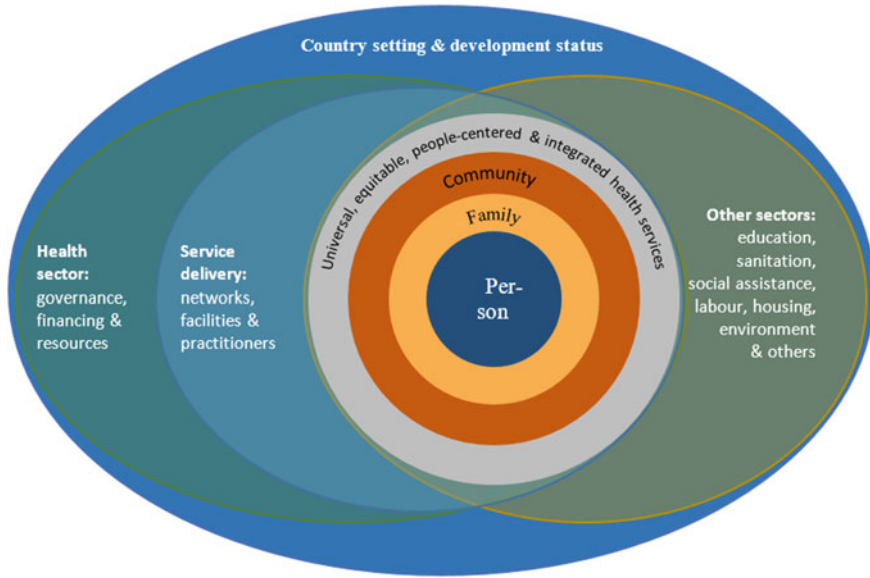 Country setting & development status
Universal, equitable, people-centered & integrated health services
Community
Family
Per-
son
Health
sector:
governance,
financing &
resources
Service
delivery:
networks,
facilities &
practitioners
Other sectors:
education,
sanitation,
social assistance,
labour, housing,
environment
& others